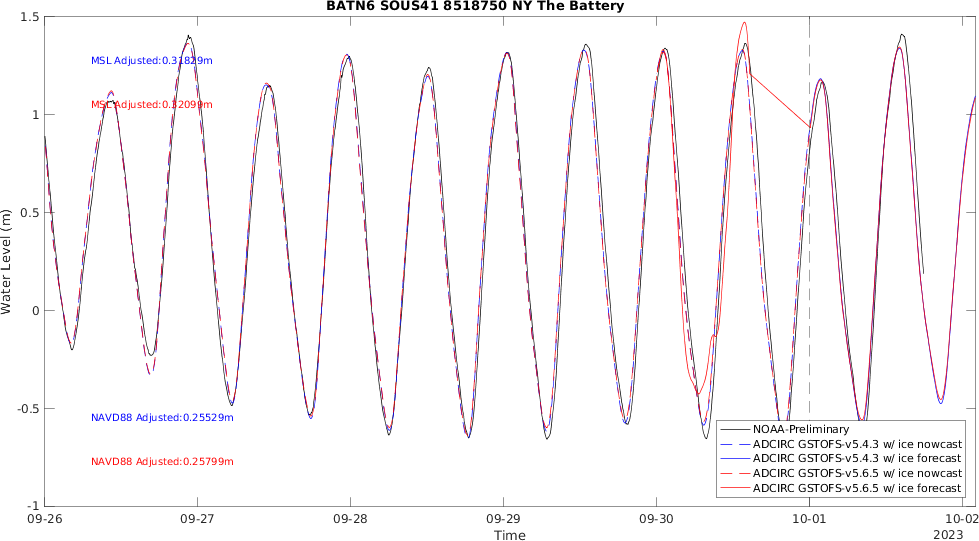 BATN6 SOUS41 8518750 NY The Battery
1.5
1
0.5
0
-0.5
-1
Water Level (m)
MSL Adjusted:0.31829m
MSL Adjusted:0.32099m
NAVD88 Adjusted:0.25529m
NAVD88 Adjusted:0.25799m
NOAA-Preliminary
ADCIRC GSTOFS-v5.4.3 w/ ice nowcast
ADCIRC GSTOFS-v5.4.3 w/ ice forecast
ADCIRC GSTOFS-v5.6.5 w/ ice nowcast
ADCIRC GSTOFS-v5.6.5 w/ ice forecast
09-26 09-27 09-28 09-29 09-30 10-01 10-02
Time
2023